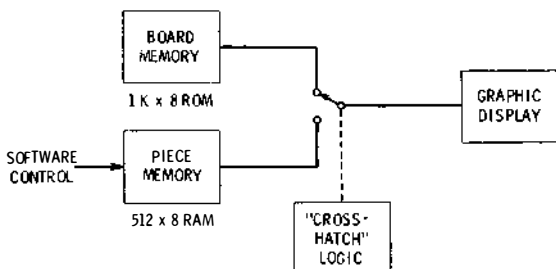 BOARD
MEMORY
1 K x 8 ROM
GRAPHIC
DISPLAY
SOFTWARE
CONTROL
PIECE
MEMORY
512 x 8 RAM
"CROSS-
HATCH"
LOGIC